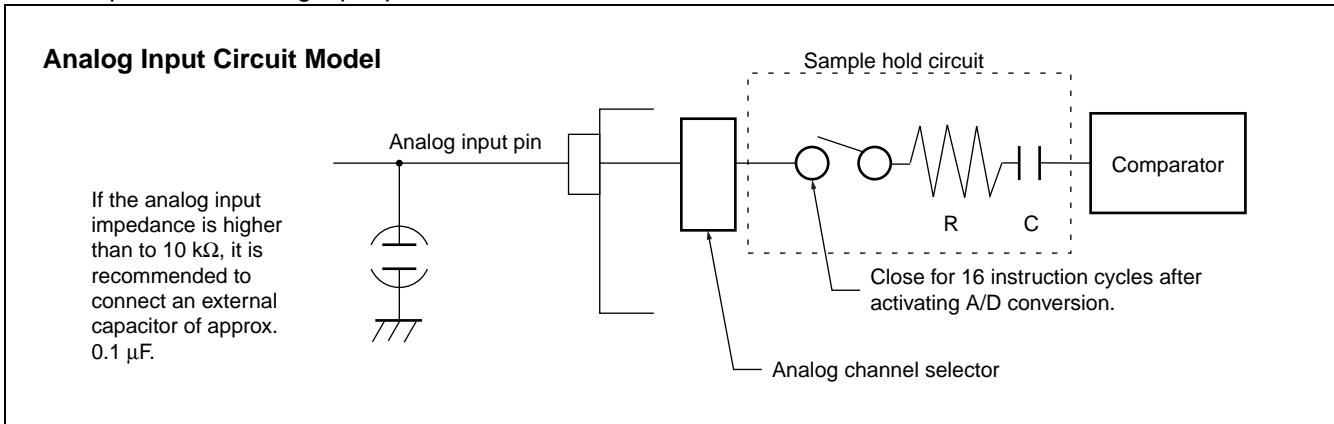 Analog Input Circuit Model
Sample hold circuit
Analog input pin
Comparator
If the analog input
impedance is higher
than to 10 kΩ, it is
recommended to
connect an external
capacitor of approx.
0.1 μF.
R
C
Close for 16 instruction cycles after
activating A/D conversion.
Analog channel selector